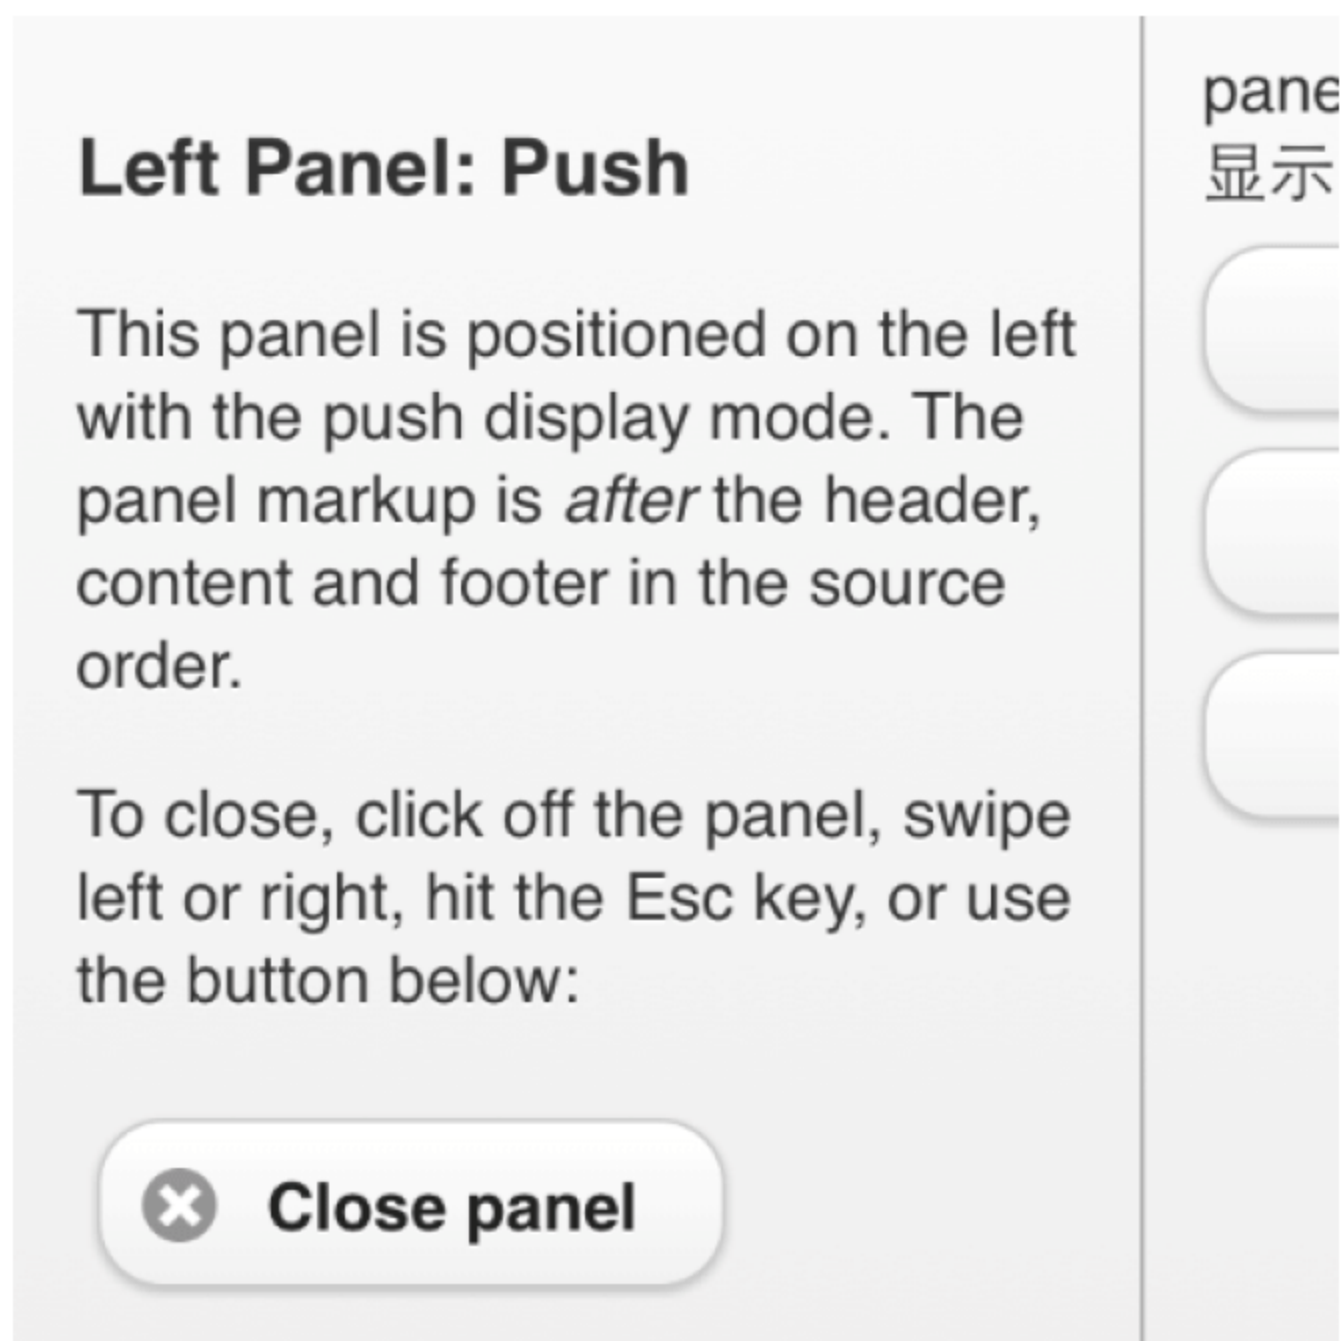 Left Panel: Push
This panel is positioned on the left
with the push display mode. The
panel markup is after the header,
content and footer in the source
order.
To close, click off the panel, swipe
left or right, hit the Esc key, or use
the button below:
Close panel
pane
显示